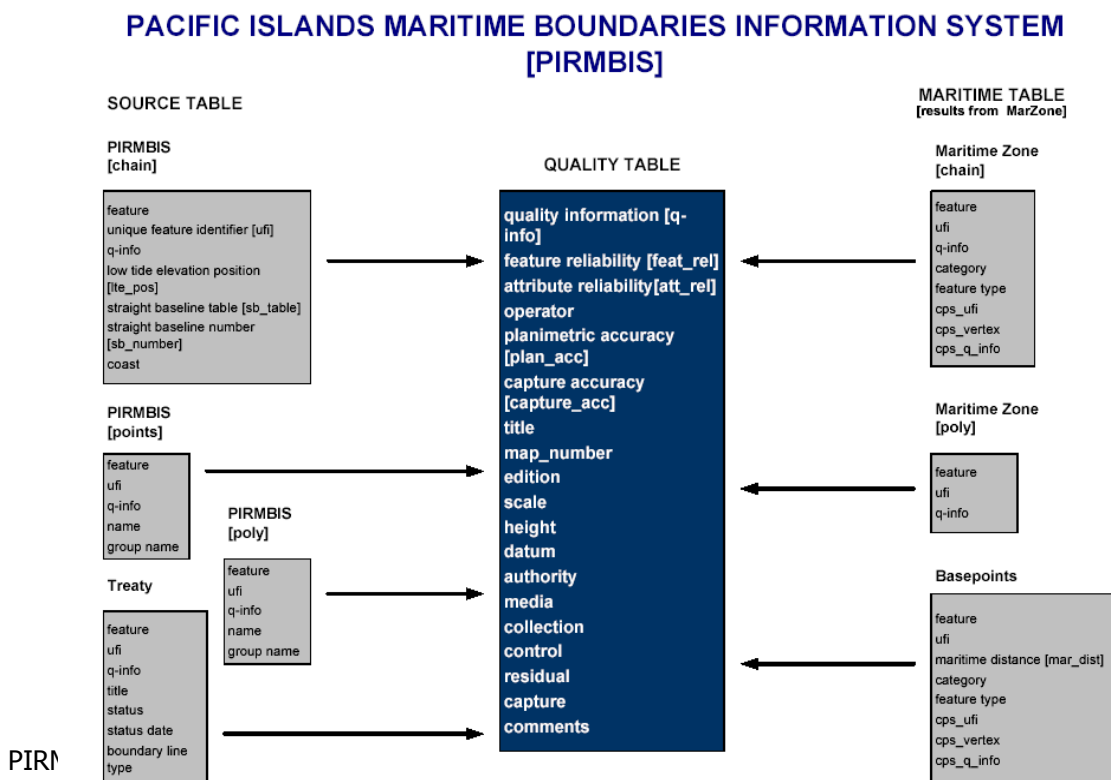 PACIFIC ISLANDS MARITIME BOUNDARIES INFORMATION SYSTEM
[PIRMBIS]
SOURCE TABLE
PIRMBIS
[chain]
feature
unique feature identifier [ufi]
q-info
low tide elevation position
[lte_pos]
straight baseline table [sb_table]
straight baseline number
[sb_number]
coast
PIRMBIS
[points]
feature
ufi
q-info
name
group name
PIRMBIS
[poly]
feature
ufi
q-info
name
group name
Treaty
feature
ufi
q-info
title
status
status date
boundary line
type
QUALITY TABLE
quality information [q-
info]
feature reliability [feat_rel]
attribute reliability[att_rel]
operator
planimetric accuracy
[plan_acc]
capture accuracy
[capture_acc]
title
map_number
edition
scale
height
datum
authority
media
collection
control
residual
capture
comments
MARITIME TABLE
[results from MarZone]
Maritime Zone
[chain]
feature
ufi
q-info
category
feature type
cps_ufi
cps_vertex
cps_q_info
Maritime Zone
[poly]
feature
ufi
q-info
Basepoints
feature
ufi
maritime distance [mar_dist]
category
feature type
cps_ufi
cps_vertex
cps_q_info